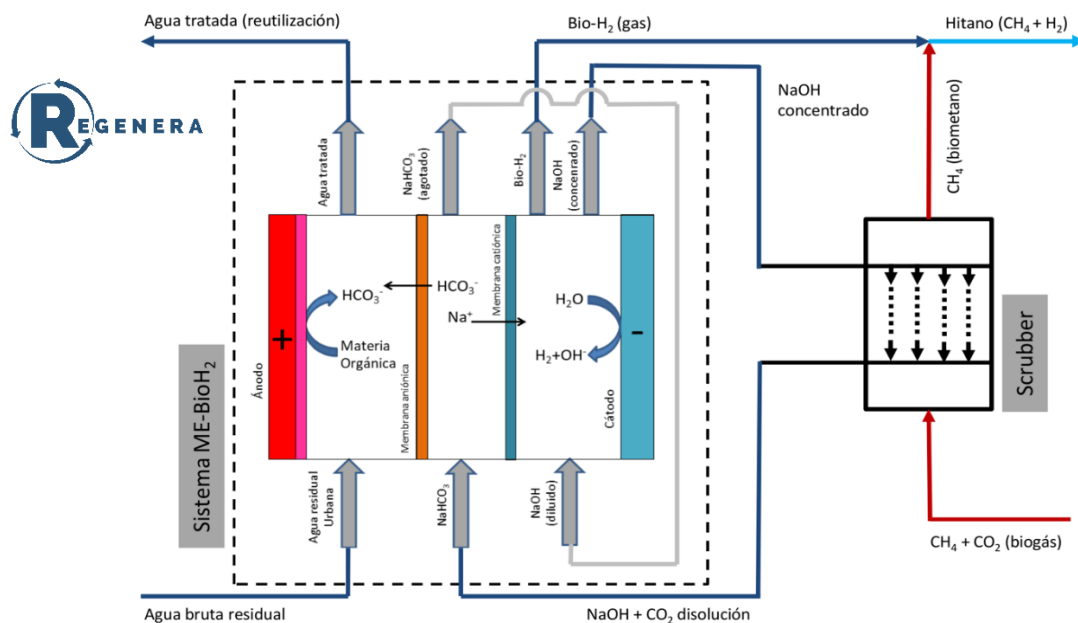 Agua tratada (reutilización)
Bio-H₂ (gas)
Hitano (CH₄ + H₂)
REGENERA
NaOH
concentrado
CH₄ (biometano)
Agua tratada
NaHCO₃
(agotado)
Bio-H₂
NaOH
(concenrado)
Ánodo
+
HCO₃⁻
Materia
Orgánica
Membrana aniónica
HCO₃⁻
Na⁺
Membrana catiónica
H₂O
H₂+OH⁻
Cátodo
-
Sistema ME-BioH₂
Scrubber
Agua residual
Urbana
NaHCO₃
NaOH
(diluido)
CH₄ + CO₂ (biogás)
Agua bruta residual
NaOH + CO₂ disolución